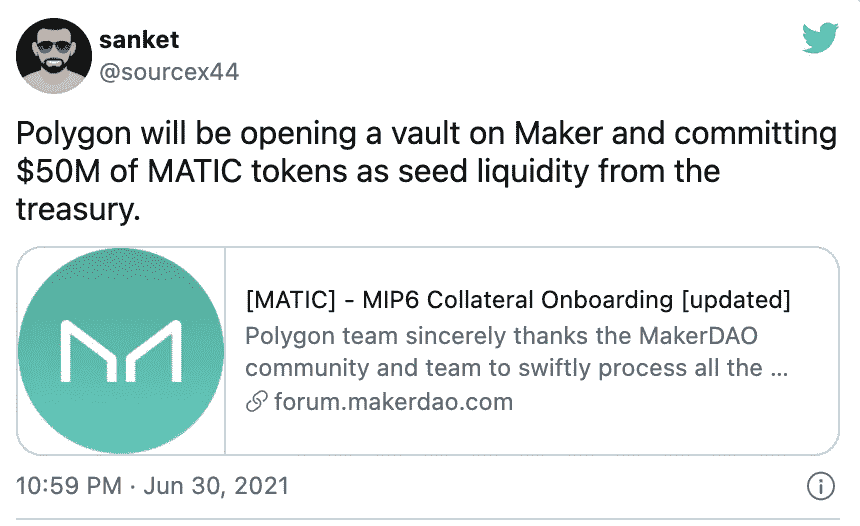 sanket
@sourcex44
Polygon will be opening a vault on Maker and committing
$50M of MATIC tokens as seed liquidity from the
treasury.
[MATIC] - MIP6 Collateral Onboarding [updated]
Polygon team sincerely thanks the MakerDAO
community and team to swiftly process all the ...
forum.makerdao.com
10:59 PM · Jun 30, 2021